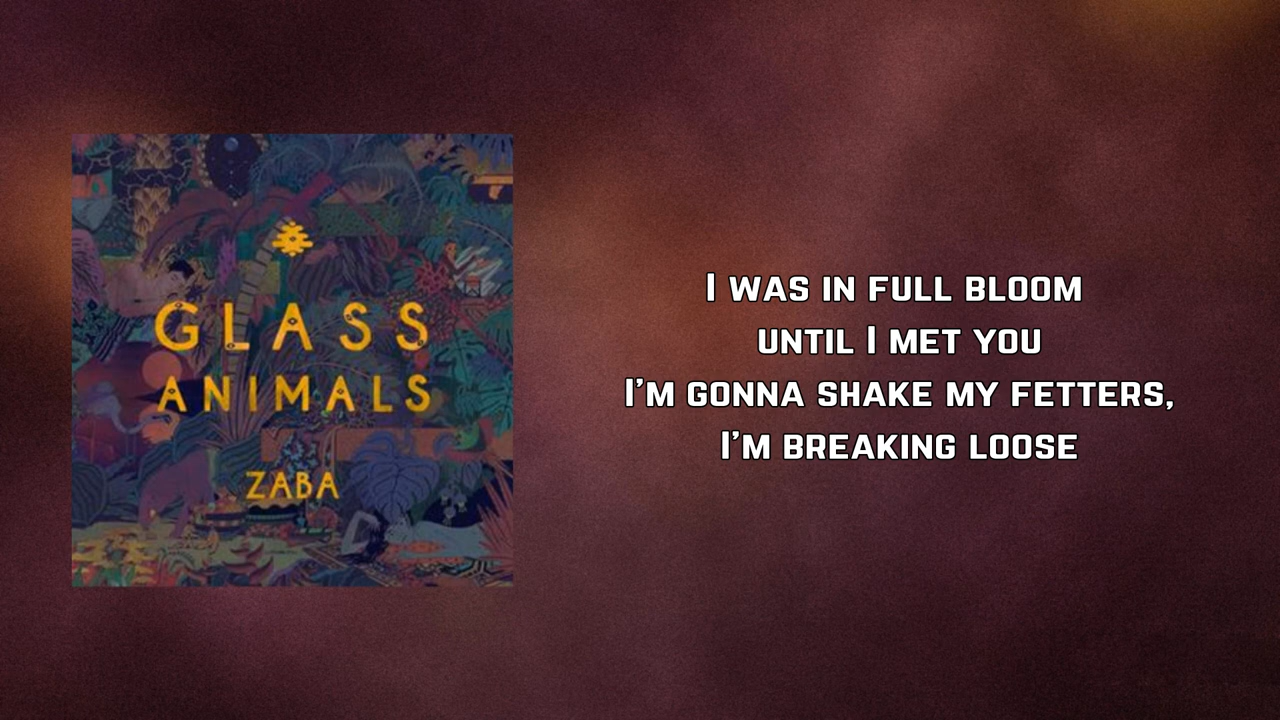 GLASS
ANIMALS
ZABA
I WAS IN FULL BLOOM
UNTIL I MET YOU
I'M GONNA SHAKE MY FETTERS,
I'M BREAKING LOOSE